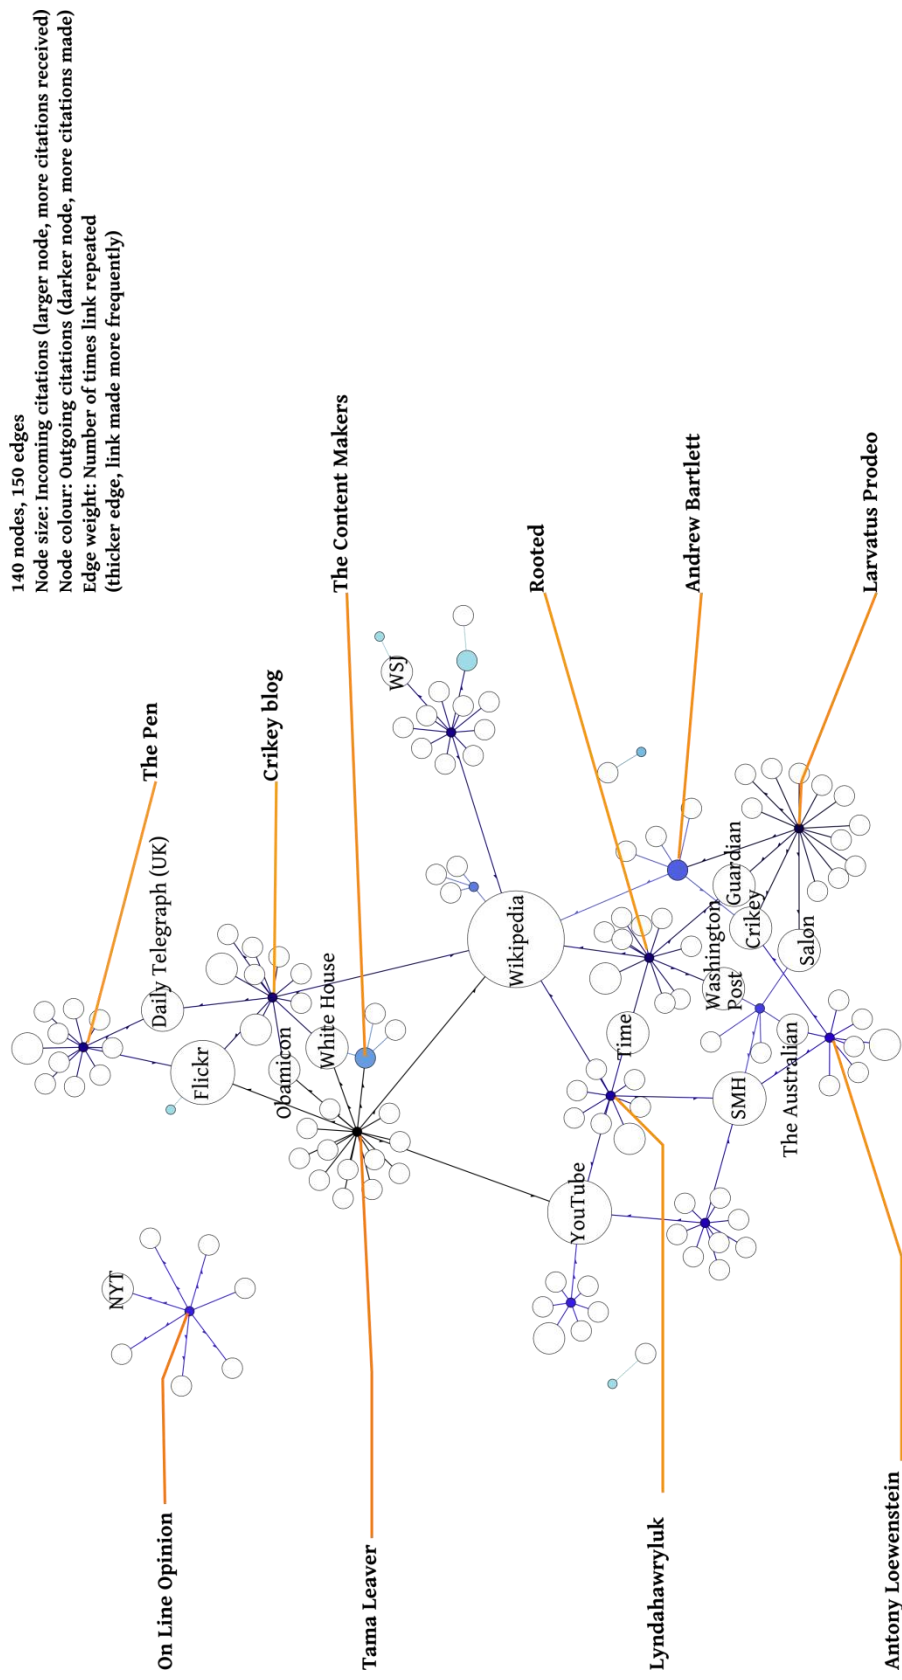 140 nodes, 150 edges
Node size: Incoming citations (larger node, more citations received)
Node colour: Outgoing citations (darker node, more citations made)
Edge weight: Number of times link repeated
(thicker edge, link made more frequently)
On Line Opinion
The Pen
Daily Telegraph (UK)
NYT
Flickr
Crikey blog
Obamicon
White House
Tama Leaver
The Content Makers
WSJ
Wikipedia
YouTube
Rooted
Time
Lyndahawryluk
Andrew Bartlett
Washington
Post
Guardian
Crikey
SMH
The Australian
Salon
Larvatus Prodeo
Antony Loewenstein